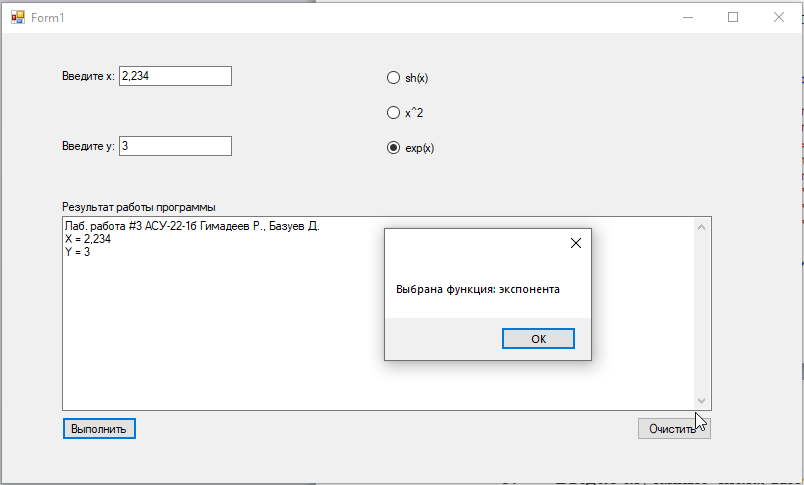 Form1
Введите x: 2,234
sh(x)
x^2
Введите y: 3
exp(x)
Результат работы программы
Лаб. работа #3 АСУ-22-1б Гимадеев Р., Базуев Д.
X = 2,234
Y = 3
Выбрана функция: экспонента
OK
Выполнить
Очистить